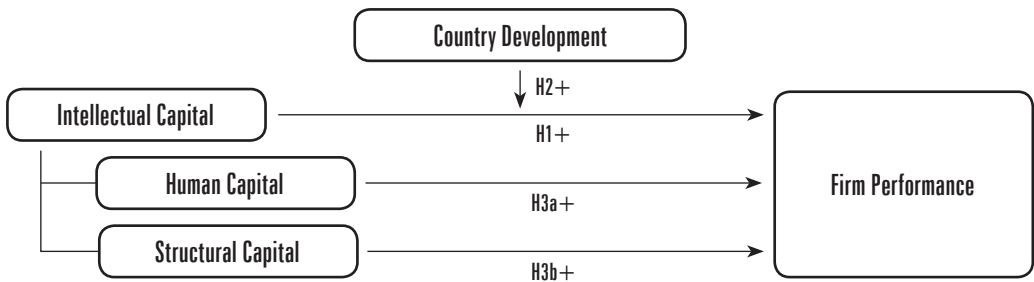 Country Development
H2+
Intellectual Capital
H1+
Human Capital
H3a+
Firm Performance
Structural Capital
H3b+